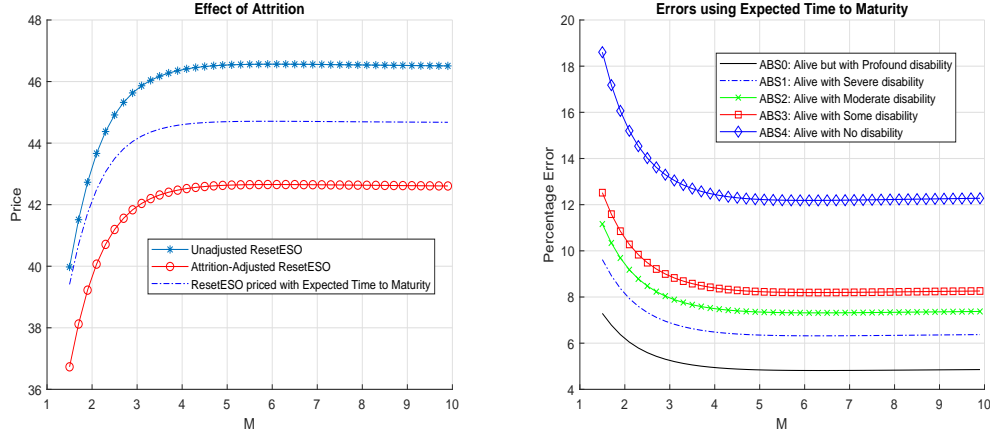 Effect of Attrition
48
46
44
42
40
38
36
Price
Unadjusted ResetESO
Attrition-Adjusted ResetESO
ResetESO priced with Expected Time to Maturity
1 2 3 4 5 6 7 8 9 10
M
Errors using Expected Time to Maturity
20
18
16
14
12
10
8
6
4
Percentage Error
ABS0: Alive but with Profound disability
ABS1: Alive with Severe disability
ABS2: Alive with Moderate disability
ABS3: Alive with Some disability
ABS4: Alive with No disability
1 2 3 4 5 6 7 8 9 10
M